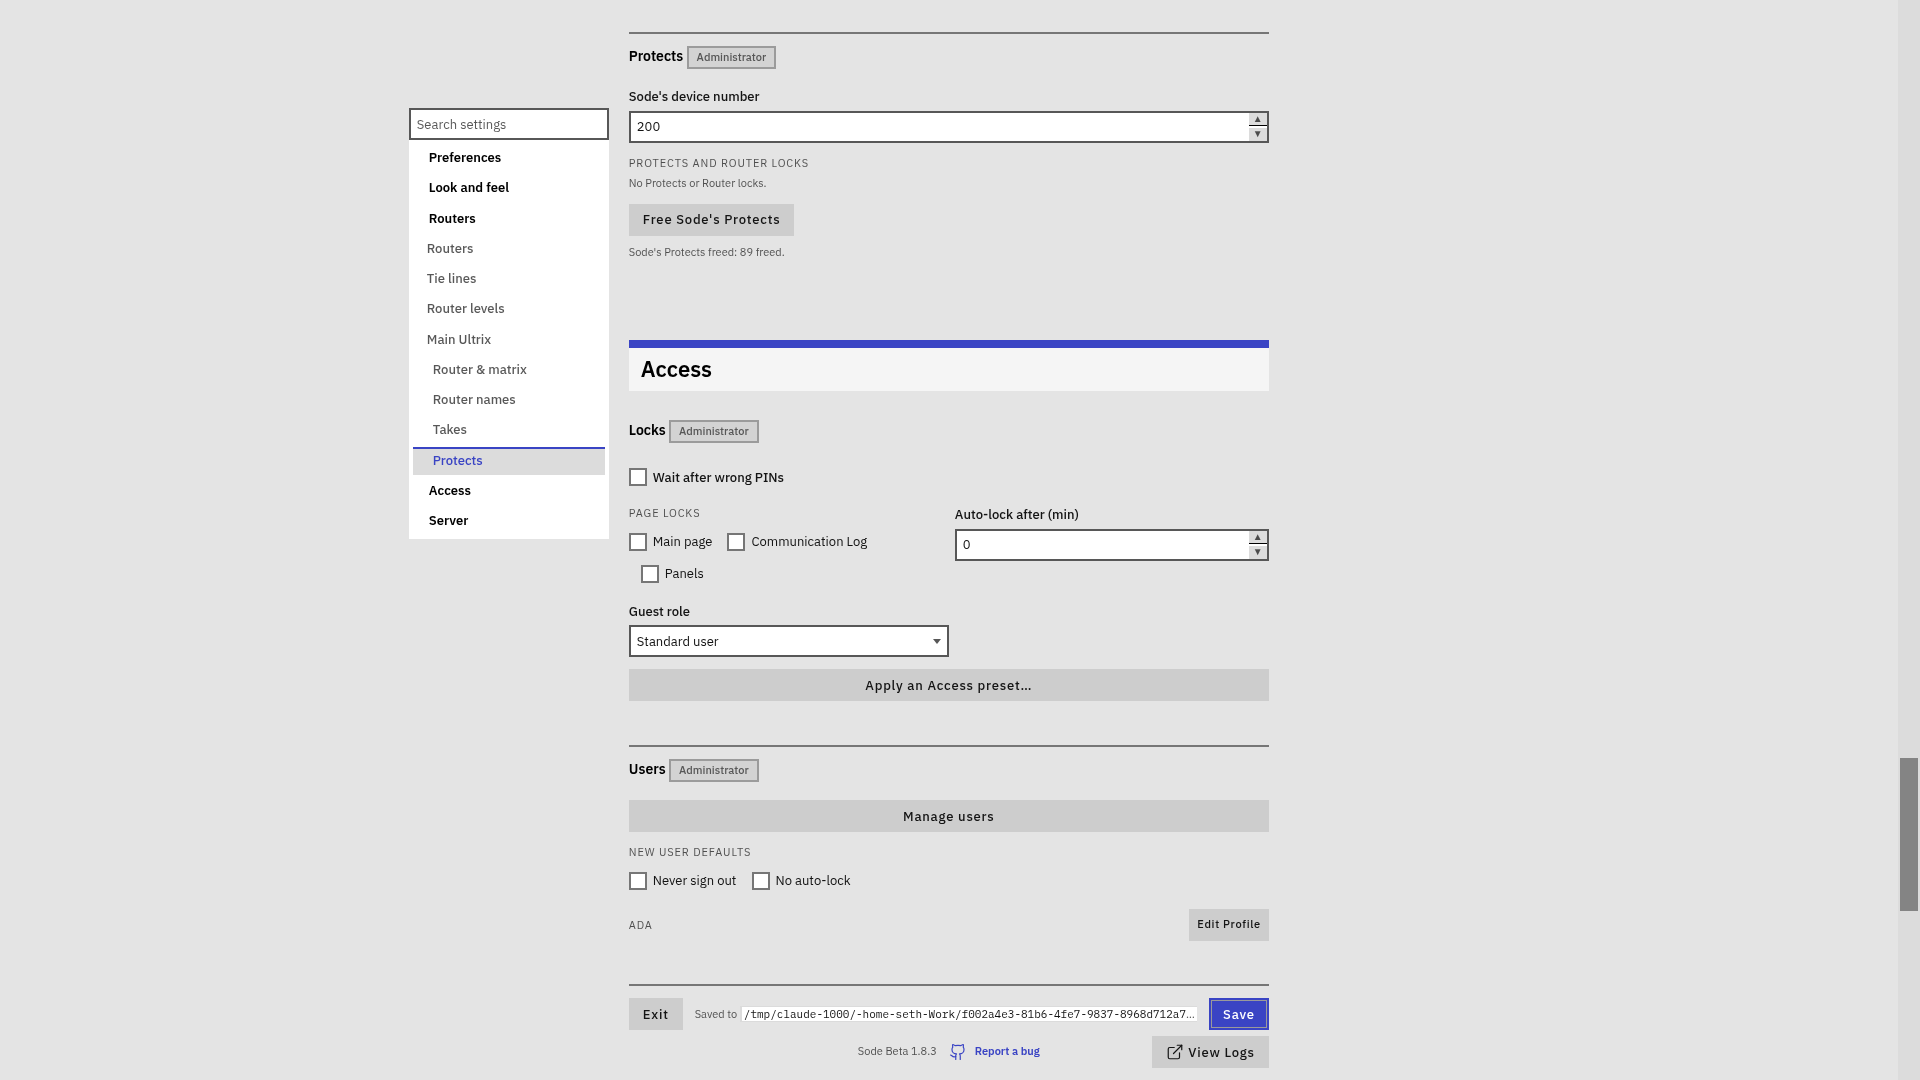 Protects Administrator
Sode's device number
200
PROTECTS AND ROUTER LOCKS
No Protects or Router locks.
Free Sode's Protects
Sode's Protects freed: 89 freed.
Search settings
Preferences
Look and feel
Routers
Routers
Tie lines
Router levels
Main Ultrix
Router & matrix
Router names
Takes
Protects
Access
Server
Access
Locks Administrator
Wait after wrong PINs
PAGE LOCKS
Main page Communication Log
Panels
Auto-lock after (min)
0
Guest role
Standard user
Apply an Access preset...
Users Administrator
Manage users
NEW USER DEFAULTS
Never sign out No auto-lock
ADA Edit Profile
Exit Saved to /tmp/claude-1000/-home-seth-Work/f002a4e3-81b6-4fe7-9837-8968d712a7... Save
Sode Beta 1.8.3 Report a bug View Logs